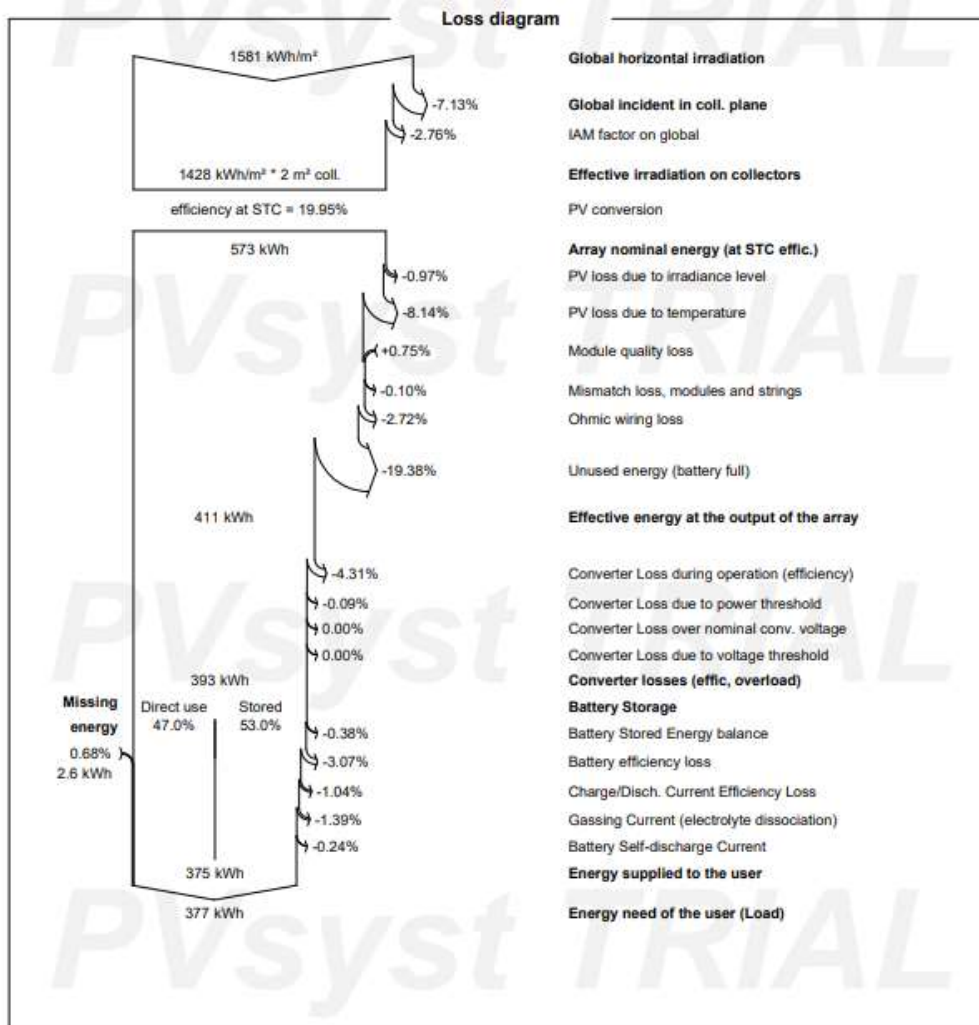 Loss diagram
1581 kWh/m² Global horizontal irradiation
-7.13% Global incident in coll. plane
-2.76% IAM factor on global
1428 kWh/m² * 2 m² coll. Effective irradiation on collectors
efficiency at STC = 19.95% PV conversion
573 kWh Array nominal energy (at STC effic.)
-0.97% PV loss due to irradiance level
-8.14% PV loss due to temperature
+0.75% Module quality loss
-0.10% Mismatch loss, modules and strings
-2.72% Ohmic wiring loss
-19.38% Unused energy (battery full)
411 kWh Effective energy at the output of the array
-4.31% Converter Loss during operation (efficiency)
-0.09% Converter Loss due to power threshold
0.00% Converter Loss over nominal conv. voltage
0.00% Converter Loss due to voltage threshold
393 kWh Converter losses (effic, overload)
Missing Direct use Stored Battery Storage
energy 47.0% 53.0% -0.38% Battery Stored Energy balance
0.68% -3.07% Battery efficiency loss
2.6 kWh
-1.04% Charge/Disch. Current Efficiency Loss
-1.39% Gassing Current (electrolyte dissociation)
-0.24% Battery Self-discharge Current
375 kWh Energy supplied to the user
377 kWh Energy need of the user (Load)
PVsyst TRIAL
PVsyst TRIAL
PVsyst TRIAL
PVsyst TRIAL